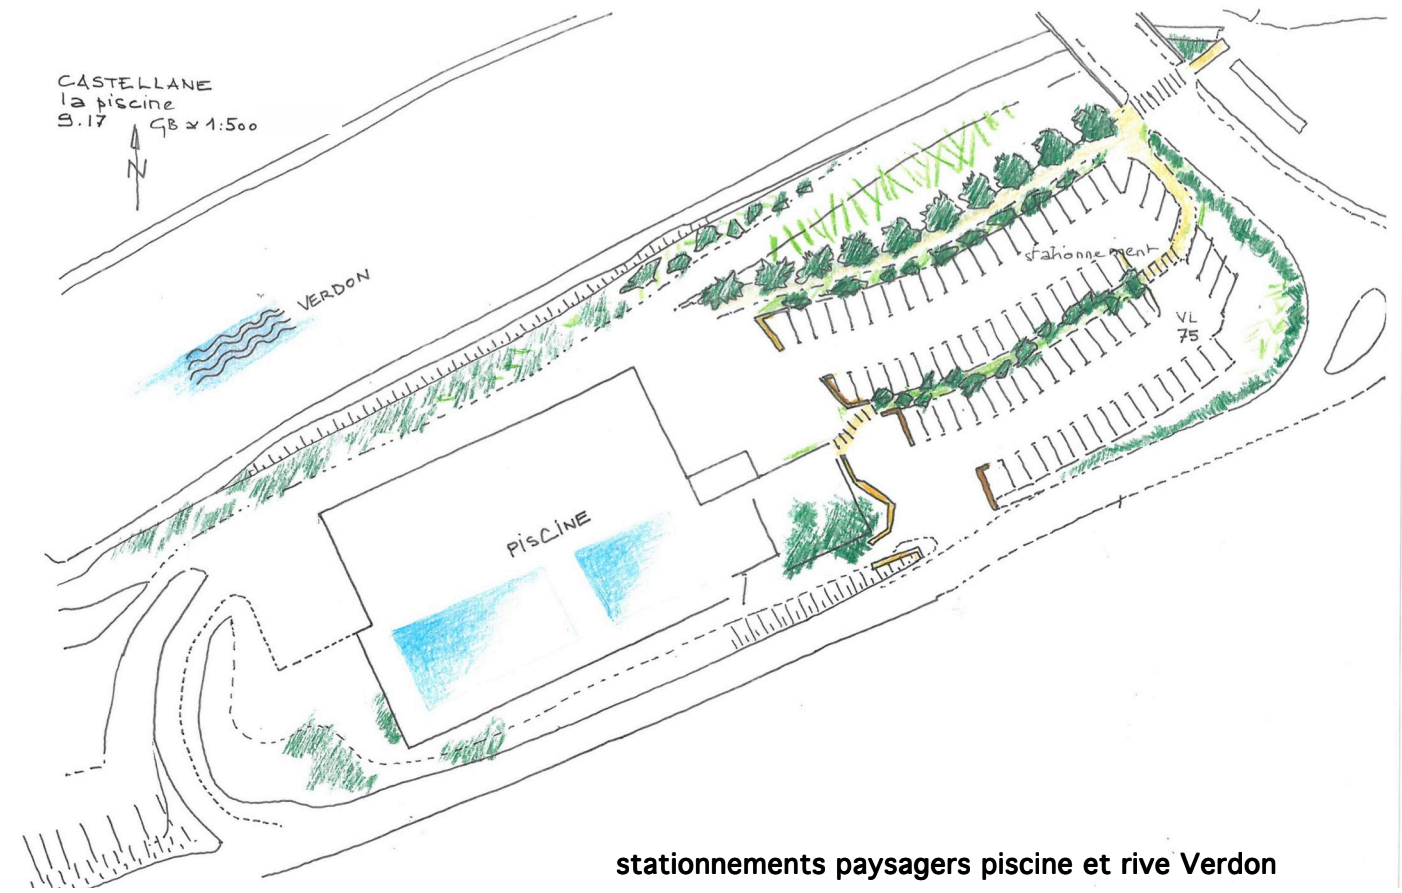 CASTELLANE
la piscine
9.17 GB ≃ 1:500
N
VERDON
stationnement
VL
75
PISCINE
stationnements paysagers piscine et rive Verdon